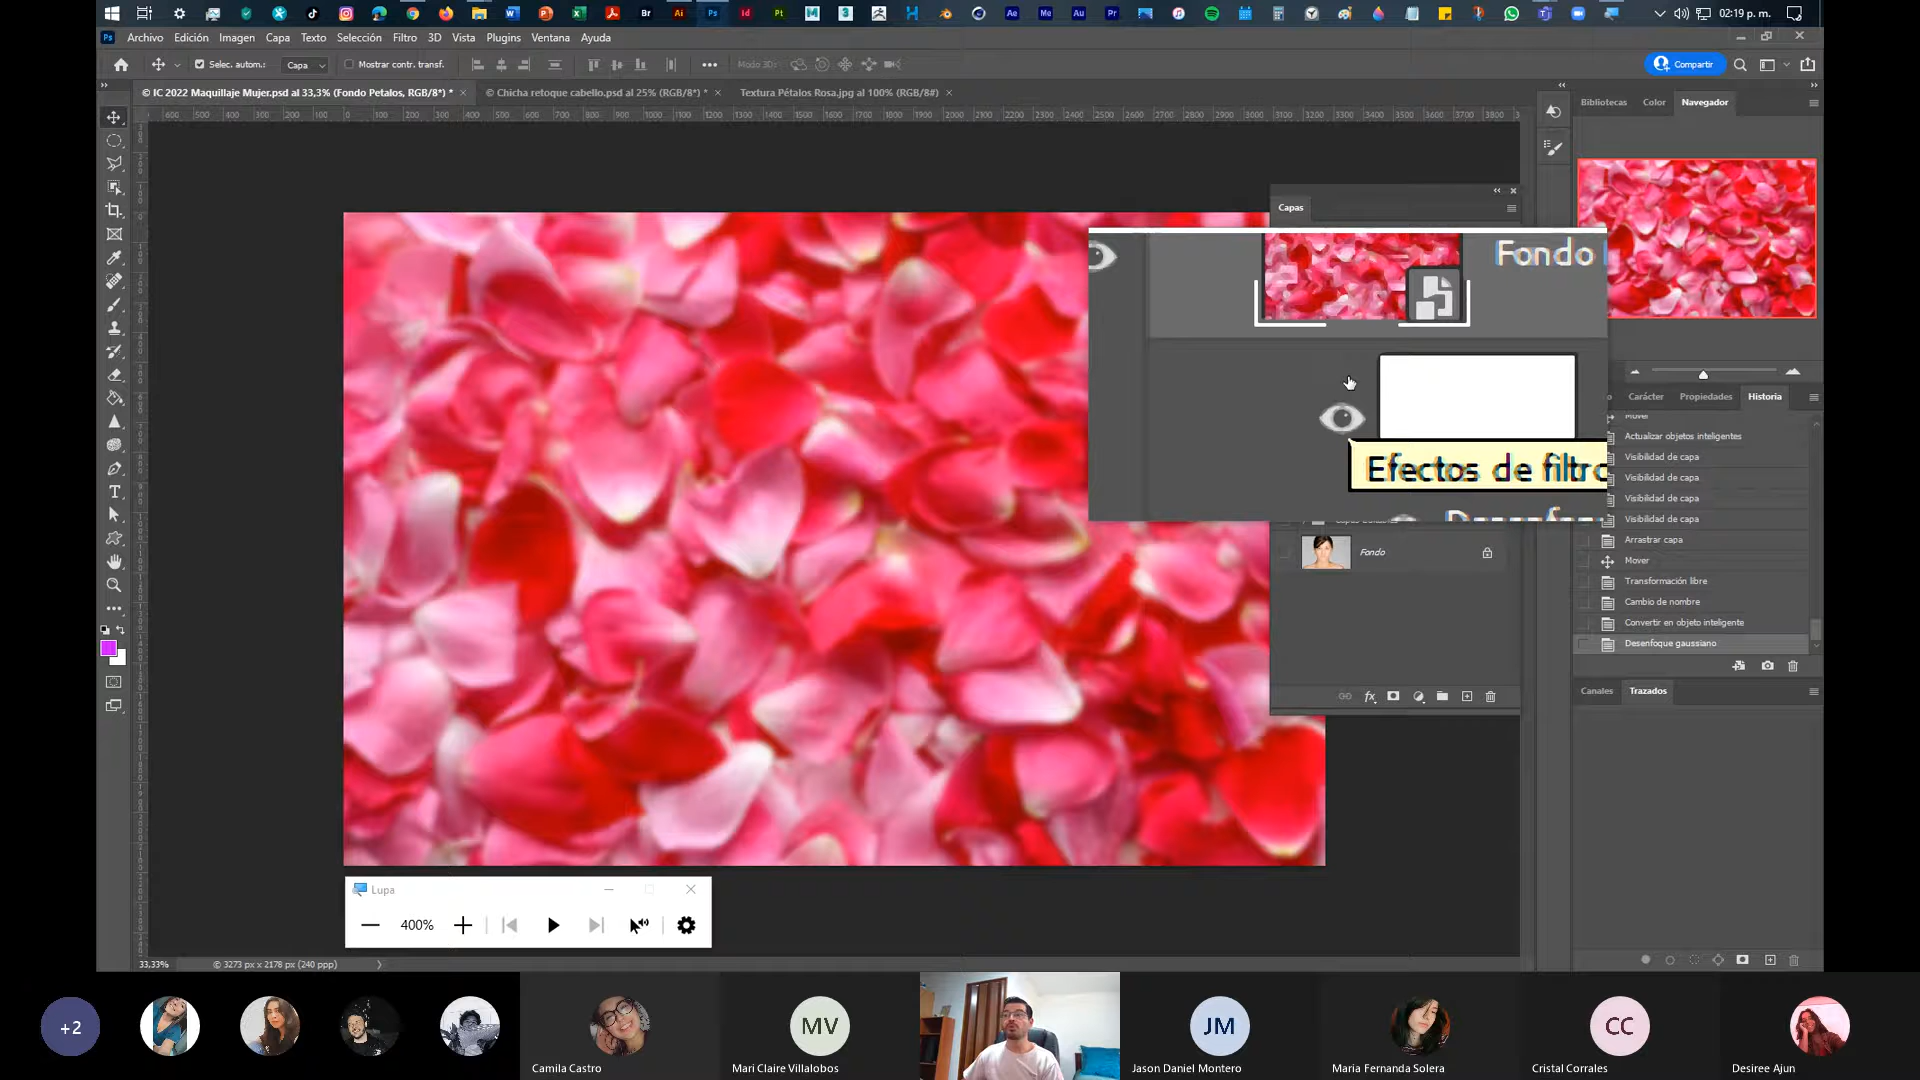 02:19 p. m.
Archivo Edición Imagen Capa Texto Selección Filtro 3D Vista Plugins Ventana Ayuda
Selec. autom.: Capa Mostrar contr. transf. Modo 3D: Compartir
© IC 2022 Maquillaje Mujer.psd al 33,3% (Fondo Petalos, RGB/8*) *
© Chicha retoque cabello.psd al 25% (RGB/8*) *
Textura Pétalos Rosa.jpg al 100% (RGB/8#)
Bibliotecas Color Navegador
Capas
Fondo
Efectos de filtro
Fondo
Carácter Propiedades Historia
Mover
Actualizar objetos inteligentes
Visibilidad de capa
Visibilidad de capa
Visibilidad de capa
Visibilidad de capa
Arrastrar capa
Mover
Transformación libre
Cambio de nombre
Convertir en objeto inteligente
Desenfoque gaussiano
Canales Trazados
Lupa
400%
33,33% © 3273 px x 2178 px (240 ppp)
+2
MV
JM
CC
Camila Castro
Mari Claire Villalobos
Jason Daniel Montero
Maria Fernanda Solera
Cristal Corrales
Desiree Ajun